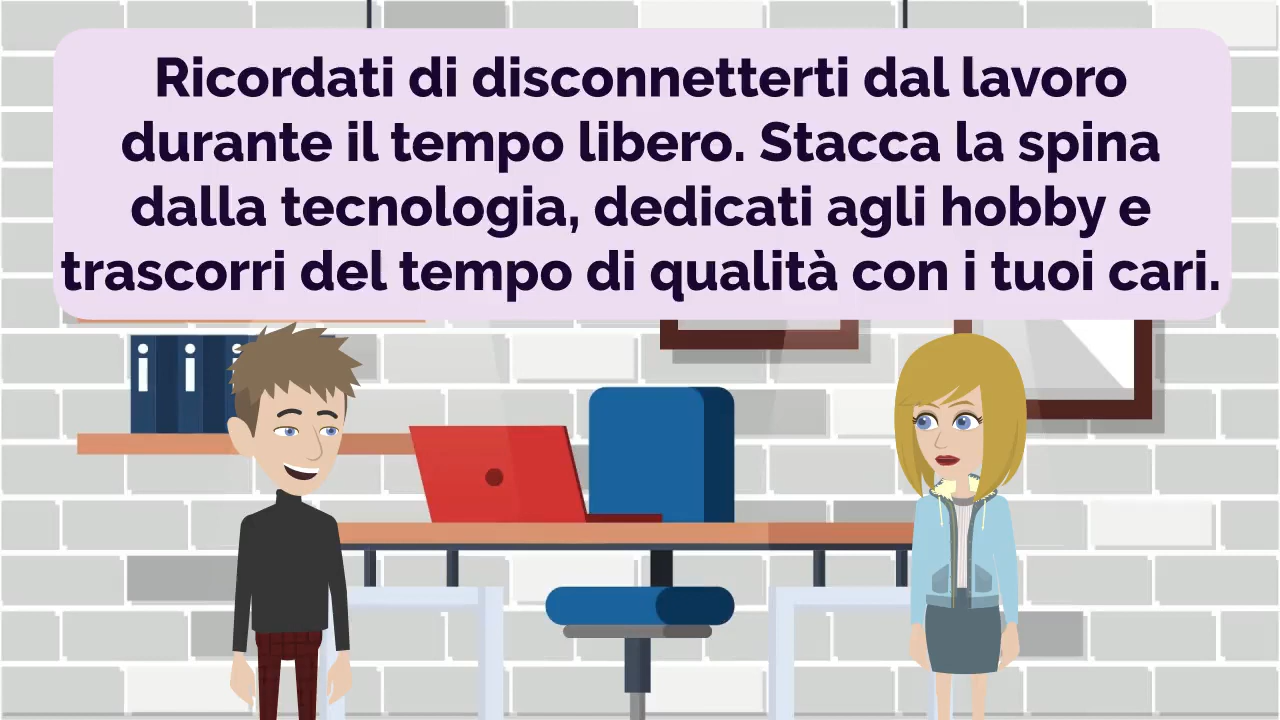 Ricordati di disconnetterti dal lavoro
durante il tempo libero. Stacca la spina
dalla tecnologia, dedicati agli hobby e
trascorri del tempo di qualità con i tuoi cari.